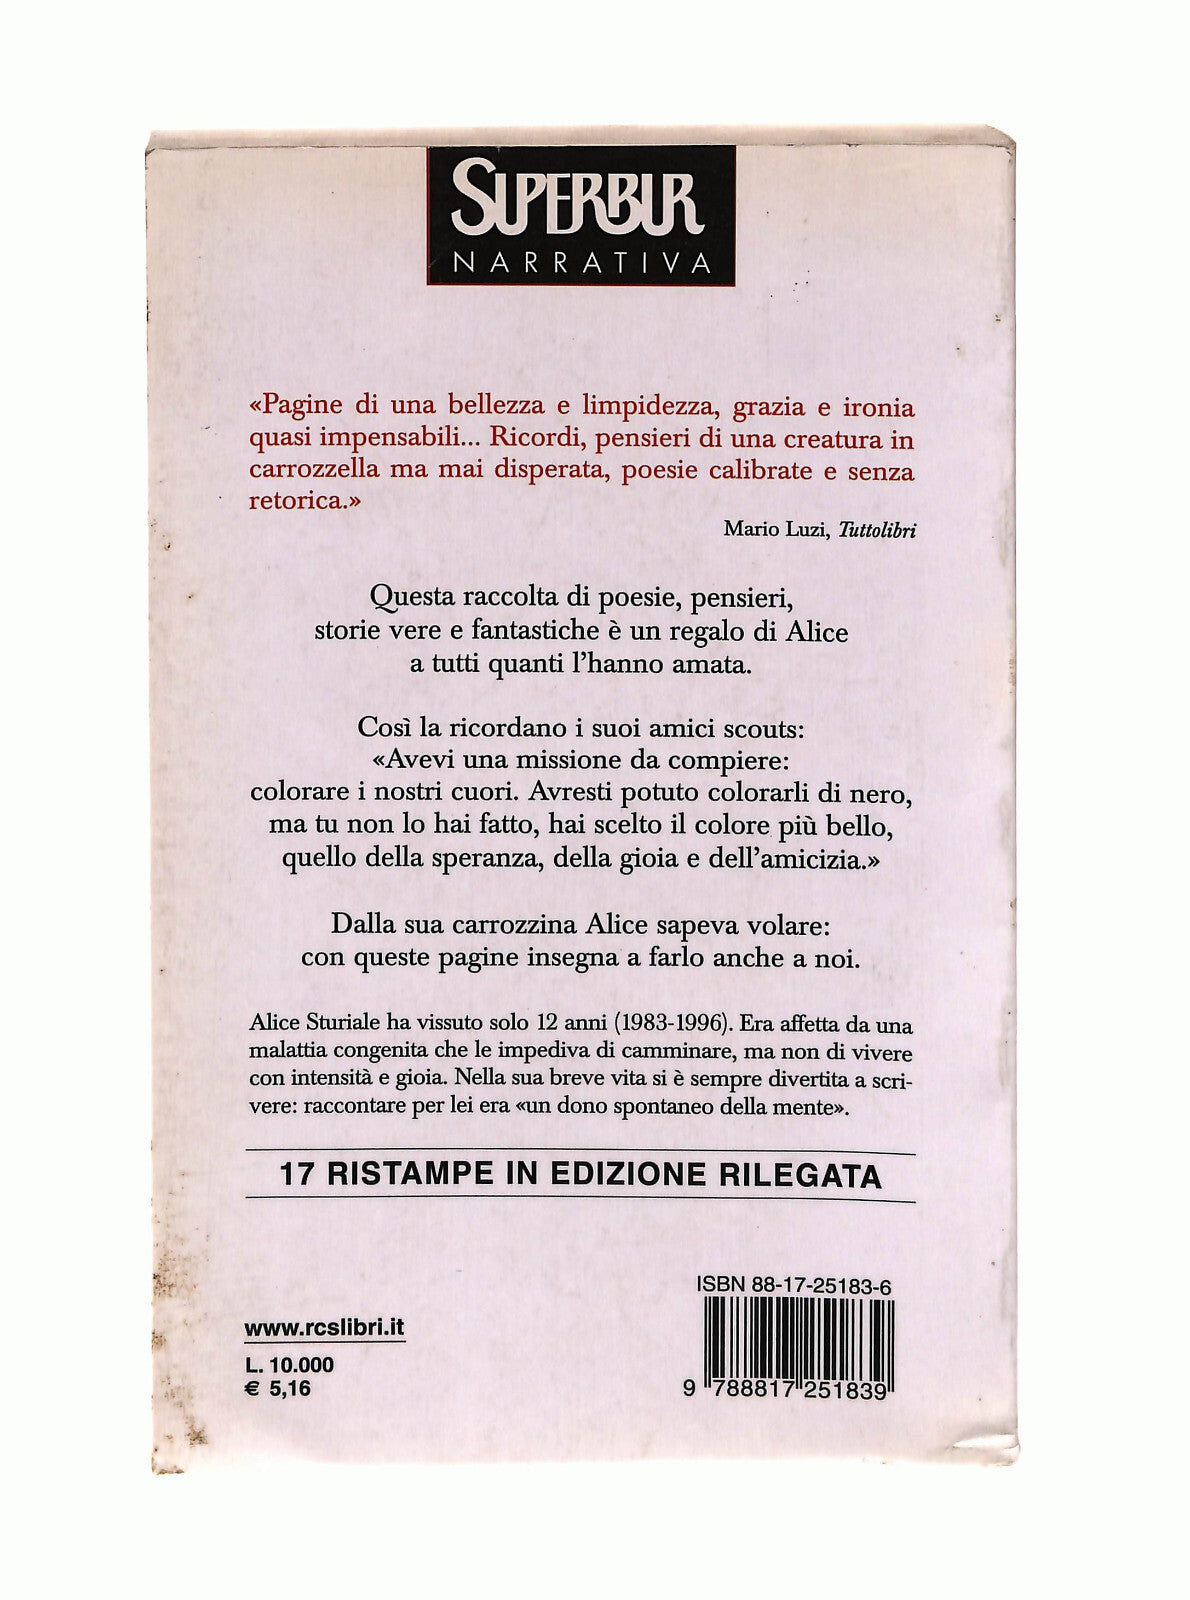 SUPERBUR
NARRATIVA
«Pagine di una bellezza e limpidezza, grazia e ironia
quasi impensabili... Ricordi, pensieri di una creatura in
carrozzella ma mai disperata, poesie calibrate e senza
retorica.»
Mario Luzi, Tuttolibri
Questa raccolta di poesie, pensieri,
storie vere e fantastiche è un regalo di Alice
a tutti quanti l’hanno amata.
Così la ricordano i suoi amici scouts:
«Avevi una missione da compiere:
colorare i nostri cuori. Avresti potuto colorarli di nero,
ma tu non lo hai fatto, hai scelto il colore più bello,
quello della speranza, della gioia e dell’amicizia.»
Dalla sua carrozzina Alice sapeva volare:
con queste pagine insegna a farlo anche a noi.
Alice Sturiale ha vissuto solo 12 anni (1983-1996). Era affetta da una
malattia congenita che le impediva di camminare, ma non di vivere
con intensità e gioia. Nella sua breve vita si è sempre divertita a scri-
vere: raccontare per lei era «un dono spontaneo della mente».
17 RISTAMPE IN EDIZIONE RILEGATA
ISBN 88-17-25183-6
www.rcslibri.it
L. 10.000
€ 5,16
9 788817 251839